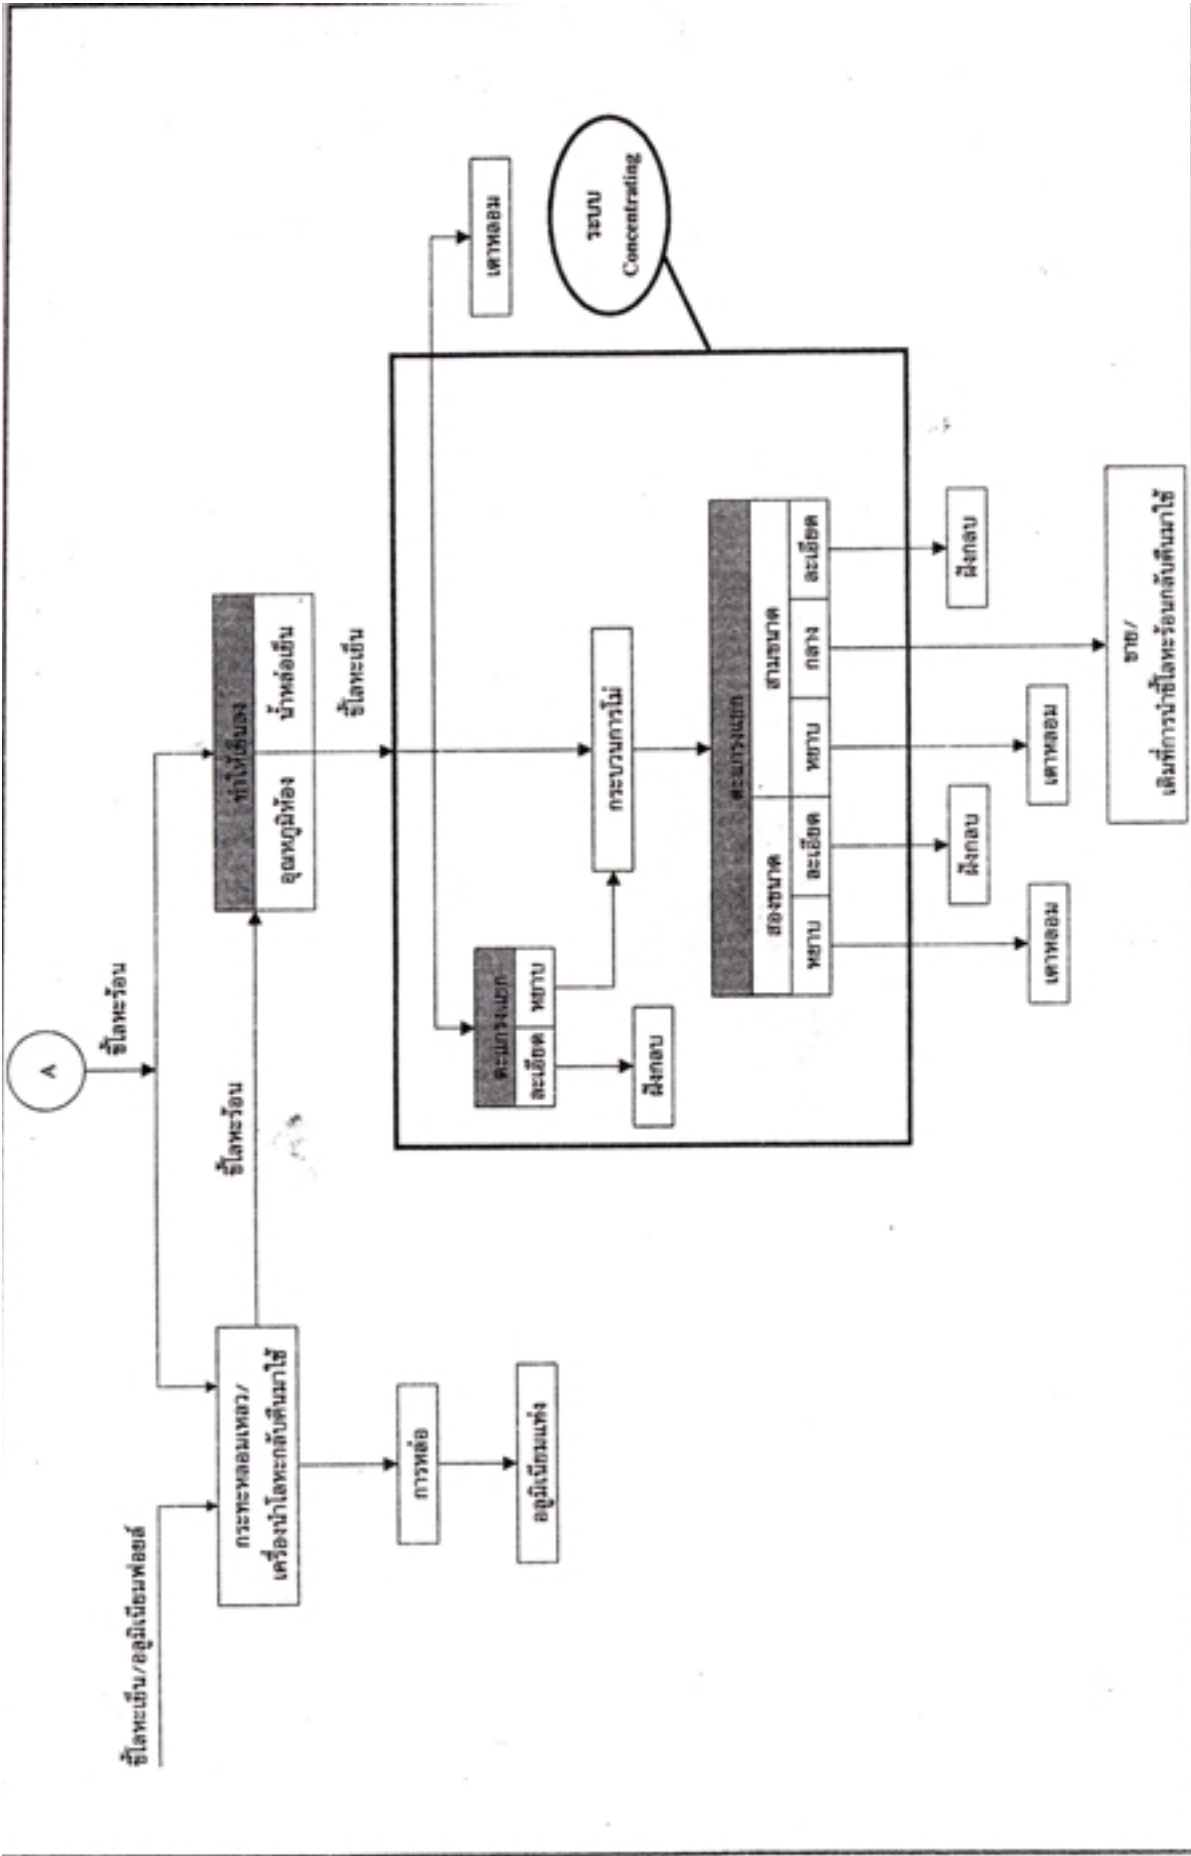 A
ขี้โลหะร้อน
ขี้โลหะเย็น/อลูมิเนียมฟอยล์
กระทะหลอมเหลว/
เครื่องนำโลหะกลับคืนมาใช้
ขี้โลหะร้อน
ทำให้เย็นลง
อุณหภูมิห้อง
น้ำหล่อเย็น
ขี้โลหะเย็น
การหล่อ
อลูมิเนียมแท่ง
เตาหลอม
ระบบ
Concentrating
ตะแกรงแยก
ละเอียด
หยาบ
ฝังกลบ
กระบวนการโม่
ตะแกรงแยก
สองขนาด
สามขนาด
หยาบ
ละเอียด
หยาบ
กลาง
ละเอียด
เตาหลอม
ฝังกลบ
เตาหลอม
ฝังกลบ
ขาย/
เติมที่การนำขี้โลหะร้อนกลับคืนมาใช้